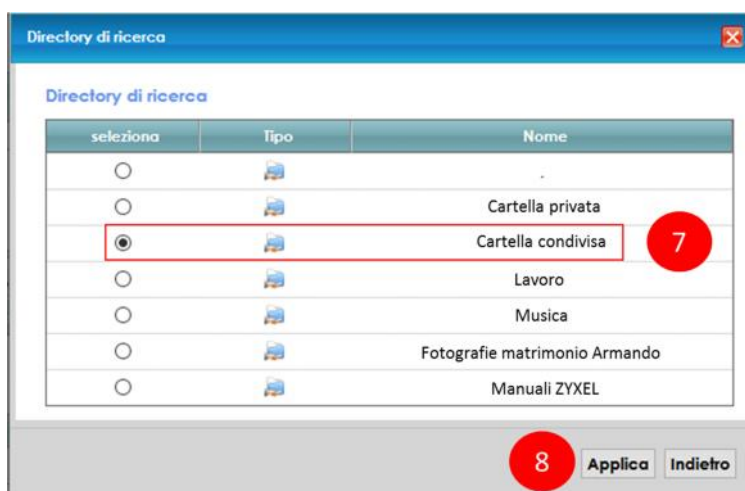 Directory di ricerca
Directory di ricerca
seleziona Tipo Nome
.
Cartella privata
Cartella condivisa 7
Lavoro
Musica
Fotografie matrimonio Armando
Manuali ZYXEL
8 Applica Indietro